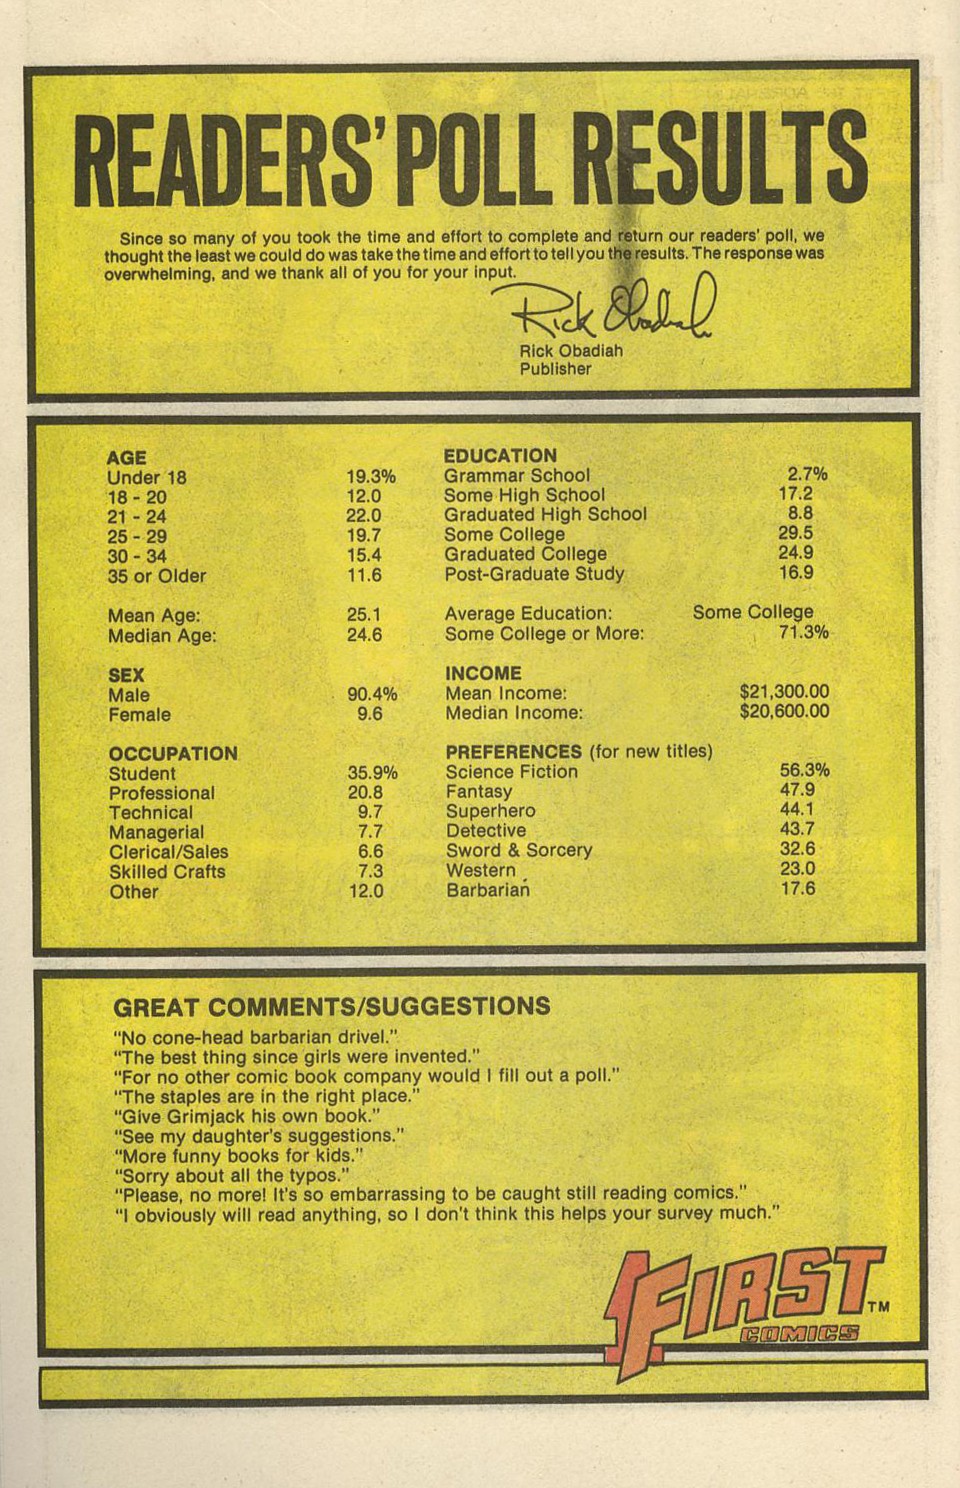 READERS' POLL RESULTS
Since so many of you took the time and effort to complete and return our readers' poll, we
thought the least we could do was take the time and effort to tell you the results. The response was
overwhelming, and we thank all of you for your input.
Rick Obadiah
Rick Obadiah
Publisher
AGE
Under 18 19.3%
18 - 20 12.0
21 - 24 22.0
25 - 29 19.7
30 - 34 15.4
35 or Older 11.6
Mean Age: 25.1
Median Age: 24.6
SEX
Male 90.4%
Female 9.6
OCCUPATION
Student 35.9%
Professional 20.8
Technical 9.7
Managerial 7.7
Clerical/Sales 6.6
Skilled Crafts 7.3
Other 12.0
EDUCATION
Grammar School 2.7%
Some High School 17.2
Graduated High School 8.8
Some College 29.5
Graduated College 24.9
Post-Graduate Study 16.9
Average Education: Some College
Some College or More: 71.3%
INCOME
Mean Income: $21,300.00
Median Income: $20,600.00
PREFERENCES (for new titles)
Science Fiction 56.3%
Fantasy 47.9
Superhero 44.1
Detective 43.7
Sword & Sorcery 32.6
Western 23.0
Barbarian 17.6
GREAT COMMENTS/SUGGESTIONS
"No cone-head barbarian drivel."
"The best thing since girls were invented."
"For no other comic book company would I fill out a poll."
"The staples are in the right place."
"Give Grimjack his own book."
"See my daughter's suggestions."
"More funny books for kids."
"Sorry about all the typos."
"Please, no more! It's so embarrassing to be caught still reading comics."
"I obviously will read anything, so I don't think this helps your survey much."
FIRST TM
COMICS